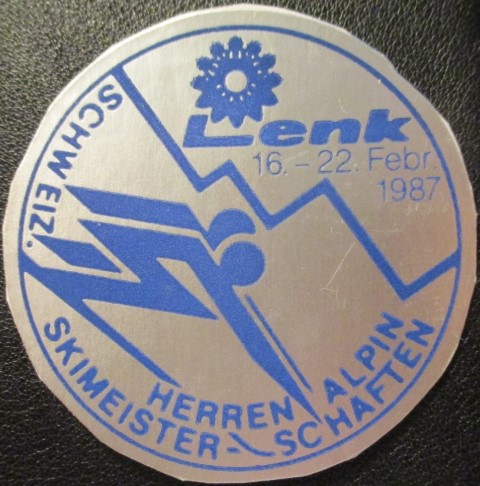 Lenk
16. - 22. Febr.
1987
SCHWEIZ.
HERREN ALPIN
SKIMEISTER-SCHAFTEN